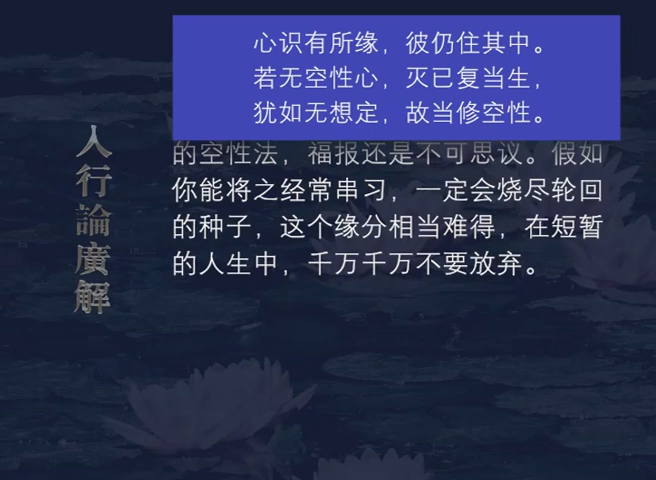 心识有所缘，彼仍住其中。
若无空性心，灭已复当生，
犹如无想定，故当修空性。
的空性法，福报还是不可思议。假如
你能将之经常串习，一定会烧尽轮回
的种子，这个缘分相当难得，在短暂
的人生中，千万千万不要放弃。
入行論廣解